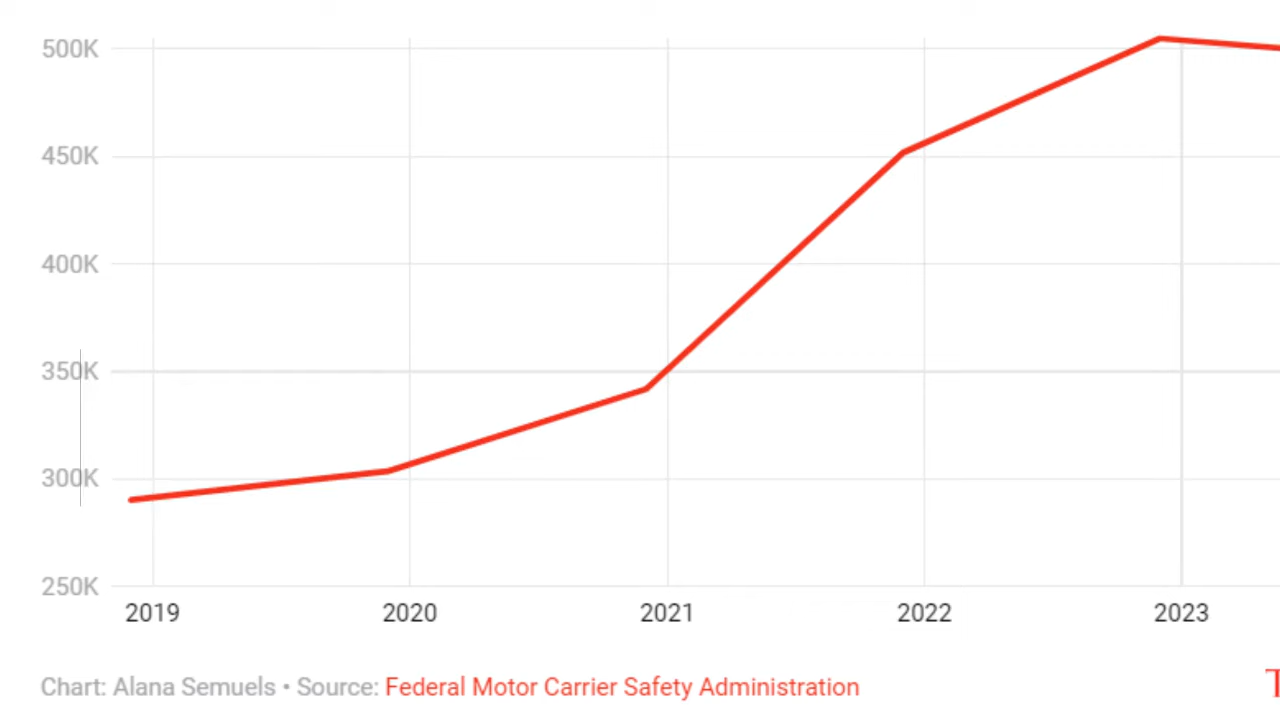 500K
450K
400K
350K
300K
250K
2019 2020 2021 2022 2023
Chart: Alana Semuels • Source: Federal Motor Carrier Safety Administration
T